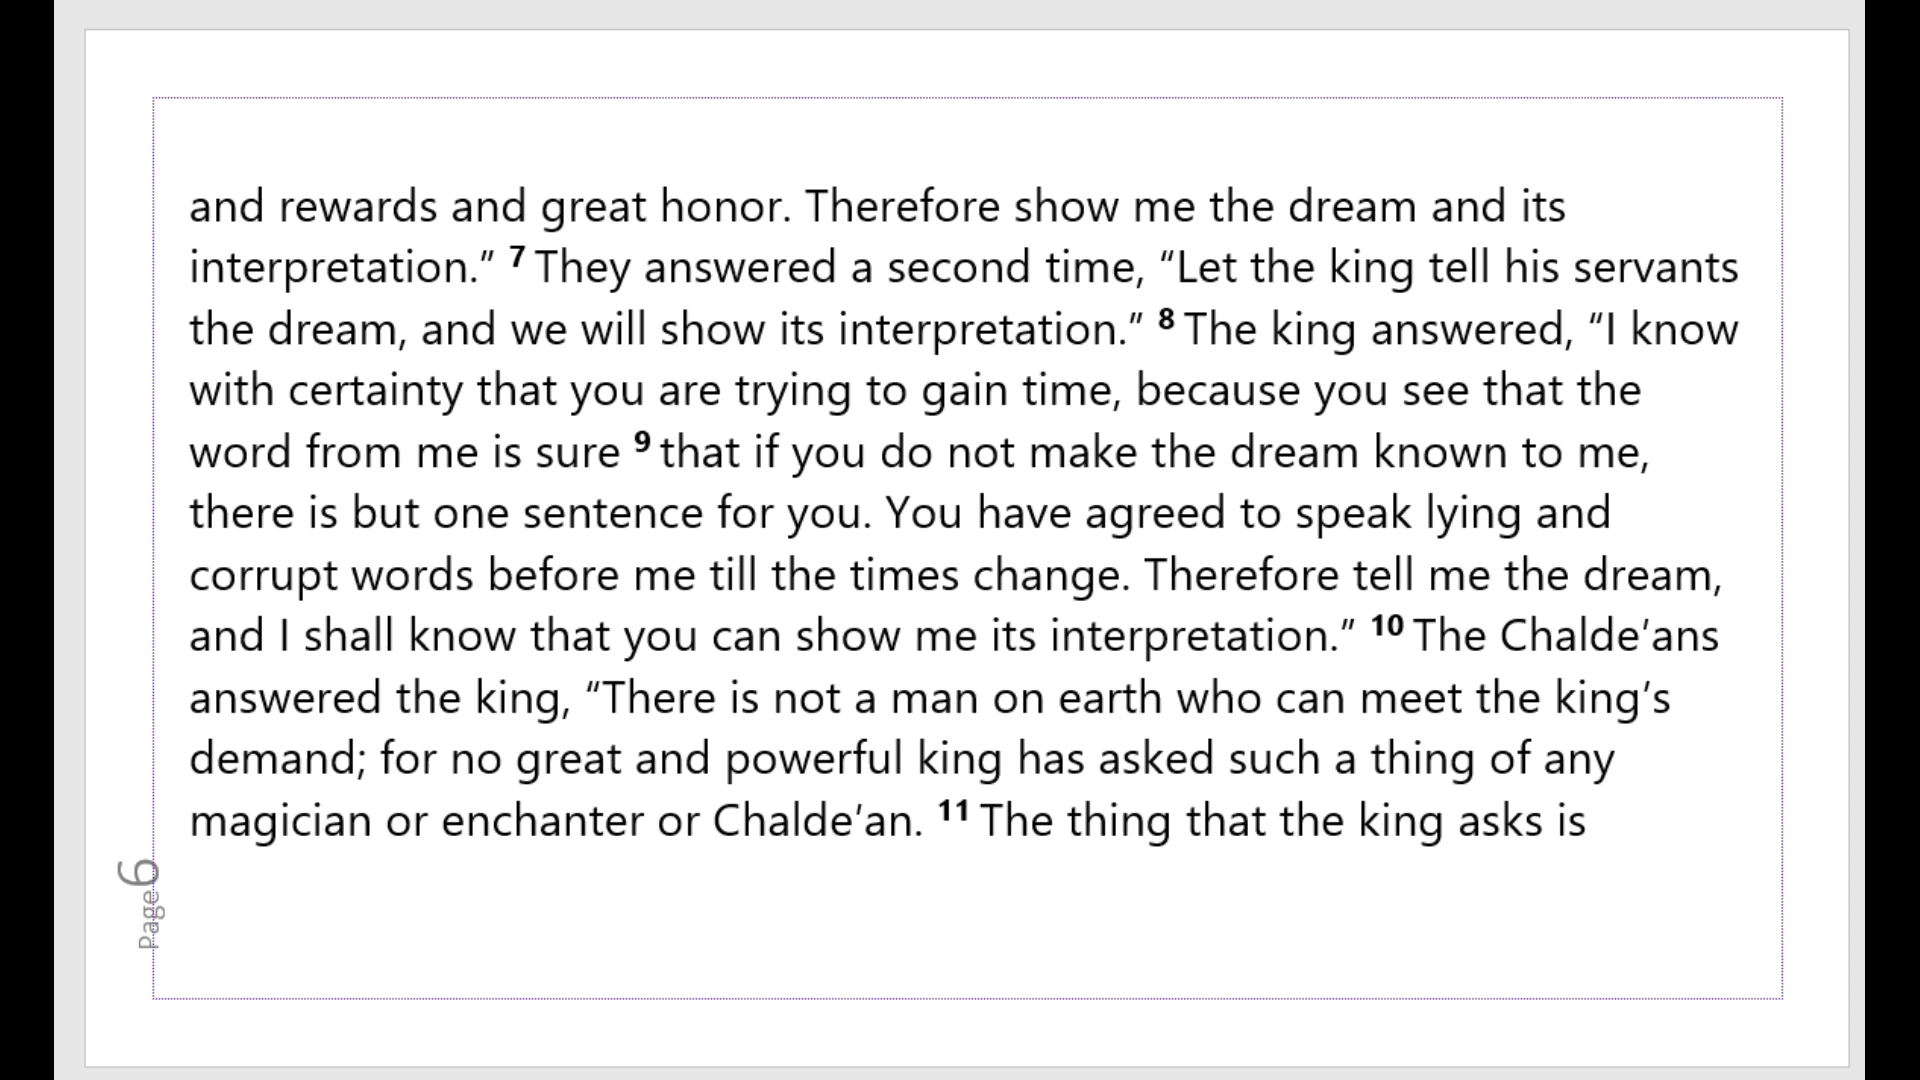 and rewards and great honor. Therefore show me the dream and its
interpretation.” 7 They answered a second time, “Let the king tell his servants
the dream, and we will show its interpretation.” 8 The king answered, “I know
with certainty that you are trying to gain time, because you see that the
word from me is sure 9 that if you do not make the dream known to me,
there is but one sentence for you. You have agreed to speak lying and
corrupt words before me till the times change. Therefore tell me the dream,
and I shall know that you can show me its interpretation.” 10 The Chalde′ans
answered the king, “There is not a man on earth who can meet the king’s
demand; for no great and powerful king has asked such a thing of any
magician or enchanter or Chalde′an. 11 The thing that the king asks is
Page 6